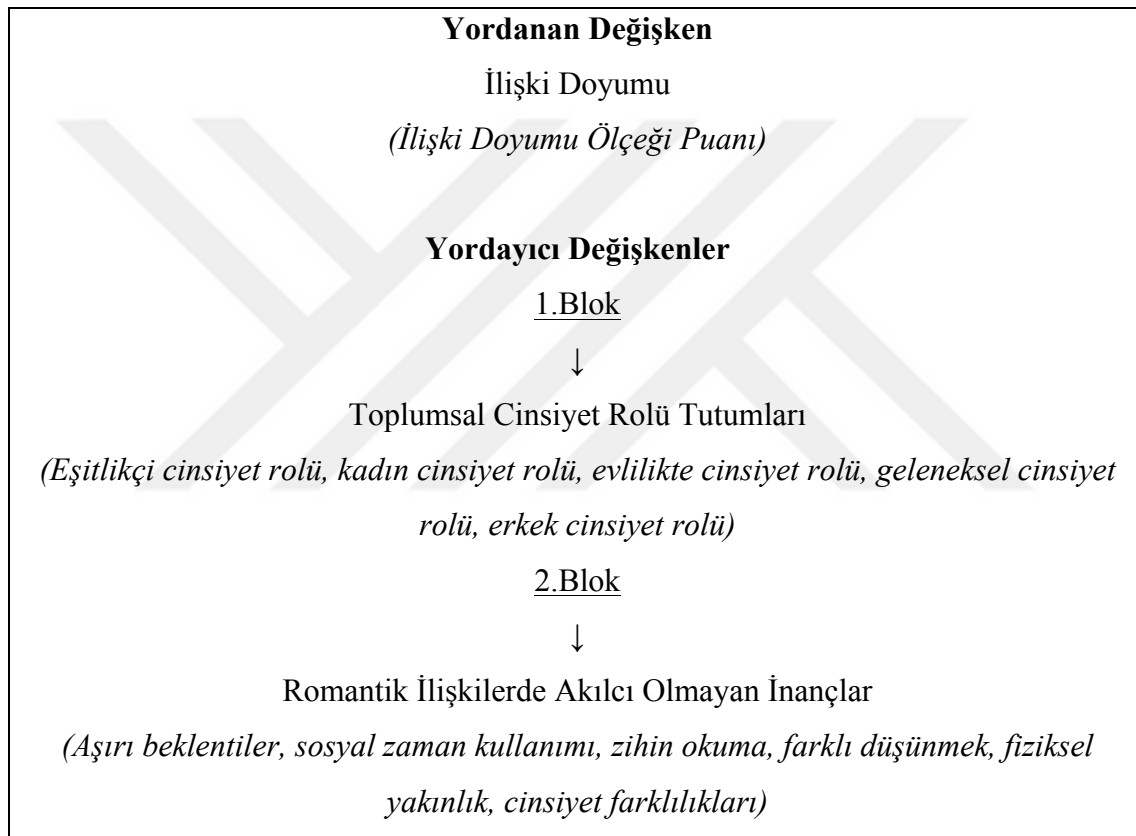 Yordanan Değişken
İlişki Doyumu
(İlişki Doyumu Ölçeği Puanı)
Yordayıcı Değişkenler
1.Blok
↓
Toplumsal Cinsiyet Rolü Tutumları
(Eşitlikçi cinsiyet rolü, kadın cinsiyet rolü, evlilikte cinsiyet rolü, geleneksel cinsiyet
rolü, erkek cinsiyet rolü)
2.Blok
↓
Romantik İlişkilerde Akılcı Olmayan İnançlar
(Aşırı beklentiler, sosyal zaman kullanımı, zihin okuma, farklı düşünmek, fiziksel
yakınlık, cinsiyet farklılıkları)